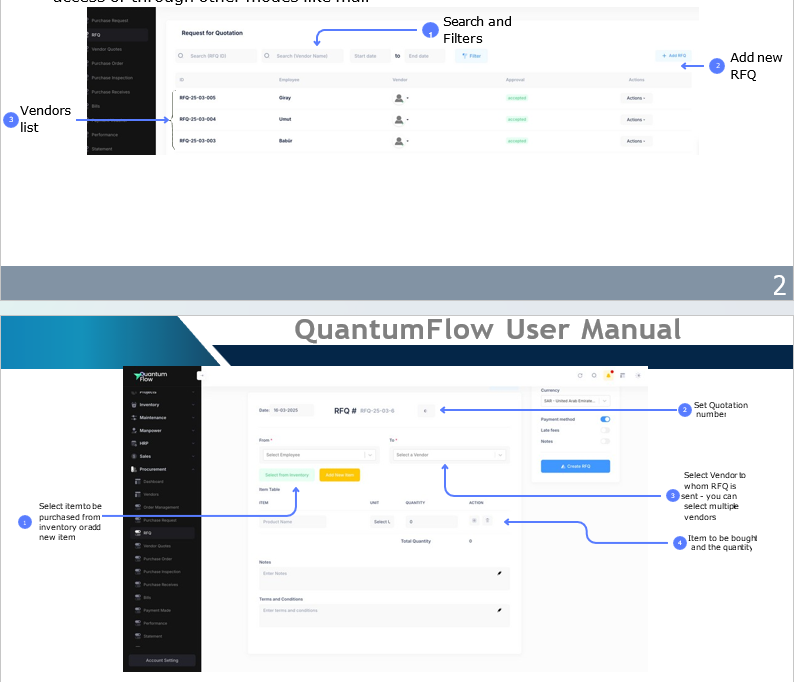 access or through other modes like mail
Purchase Request
RFQ
Vendor Quotes
Purchase Order
Purchase Inspection
Purchase Receives
Bills
Performance
Statement
Request for Quotation
Search (RFQ ID)
Search (Vendor Name)
Start date
to
End date
Filter
+ Add RFQ
ID
Employee
Vendor
Approval
Actions
RFQ-25-03-005
Giray
accepted
Actions
RFQ-25-03-004
Umut
accepted
Actions
RFQ-25-03-003
Babür
accepted
Actions
1
Search and
Filters
2
Add new
RFQ
3
Vendors
list
2
QuantumFlow User Manual
Quantum
Flow
Projects
Inventory
Maintenance
Manpower
HRP
Sales
Procurement
Dashboard
Vendors
Order Management
Purchase Request
RFQ
Vendor Quotes
Purchase Order
Purchase Inspection
Purchase Receives
Bills
Payment Made
Performance
Statement
Account Setting
Date:
10-03-2025
RFQ # RFQ-25-03-6
From *
To *
Select Employee
Select a Vendor
Select From Inventory
Add New Item
Item Table
ITEM
UNIT
QUANTITY
ACTION
Product Name
Select U
0
Total Quantity
0
Notes
Enter Notes
Terms and Conditions
Enter terms and conditions
Currency
SAR - United Arab Emirate...
Payment method
Late fees
Notes
Create RFQ
1
Select item to be
purchased from
inventory or add
new item
2
Set Quotation
number
3
Select Vendor to
whom RFQ is
sent - you can
select multiple
vendors
4
Item to be bought
and the quantity